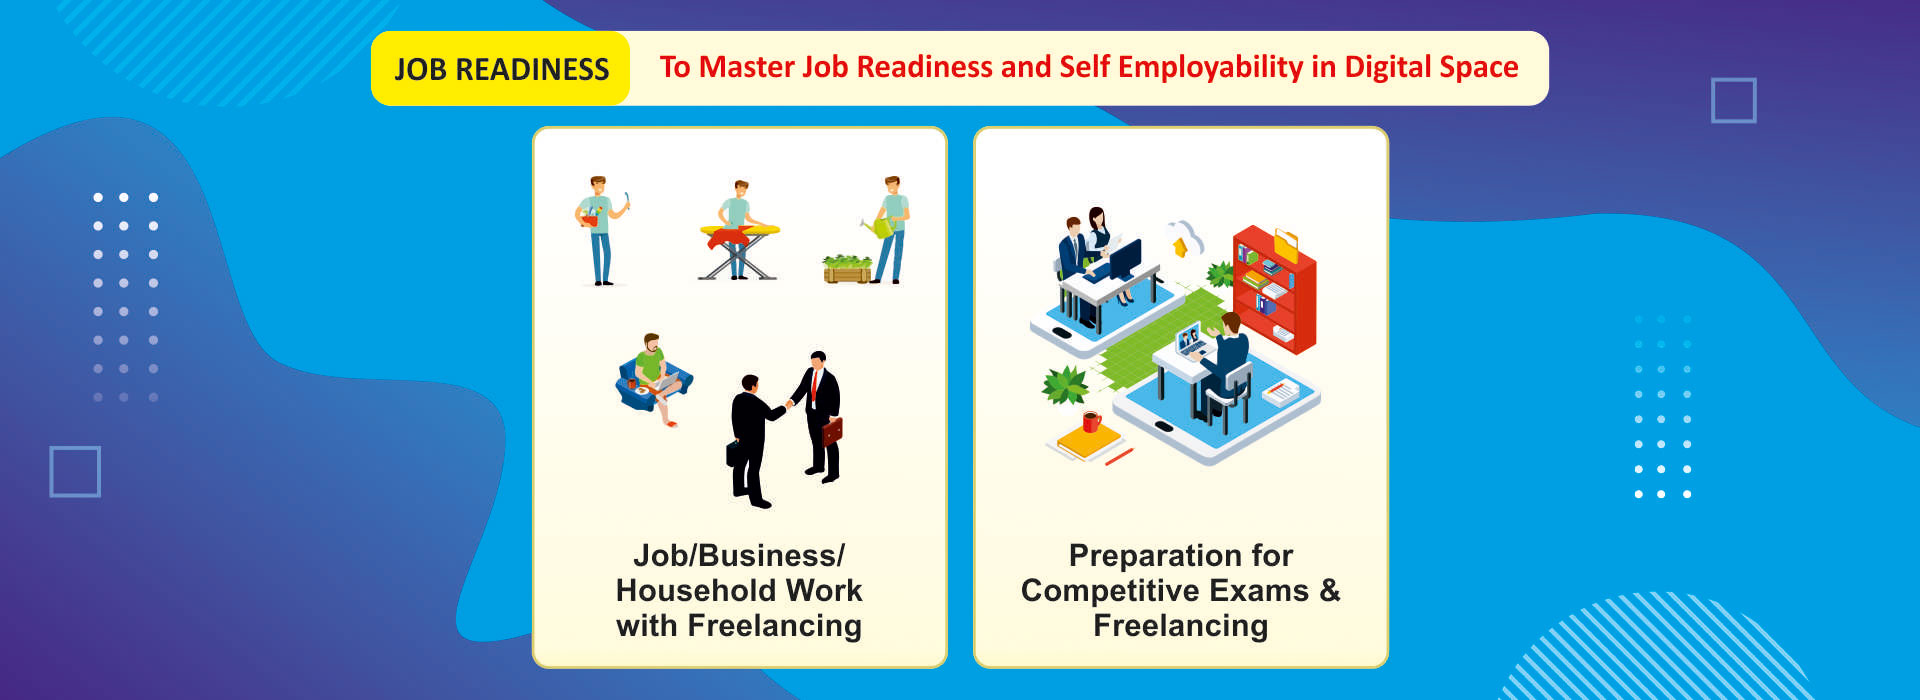 JOB READINESS
To Master Job Readiness and Self Employability in Digital Space
Job/Business/
Household Work
with Freelancing
Preparation for
Competitive Exams &
Freelancing